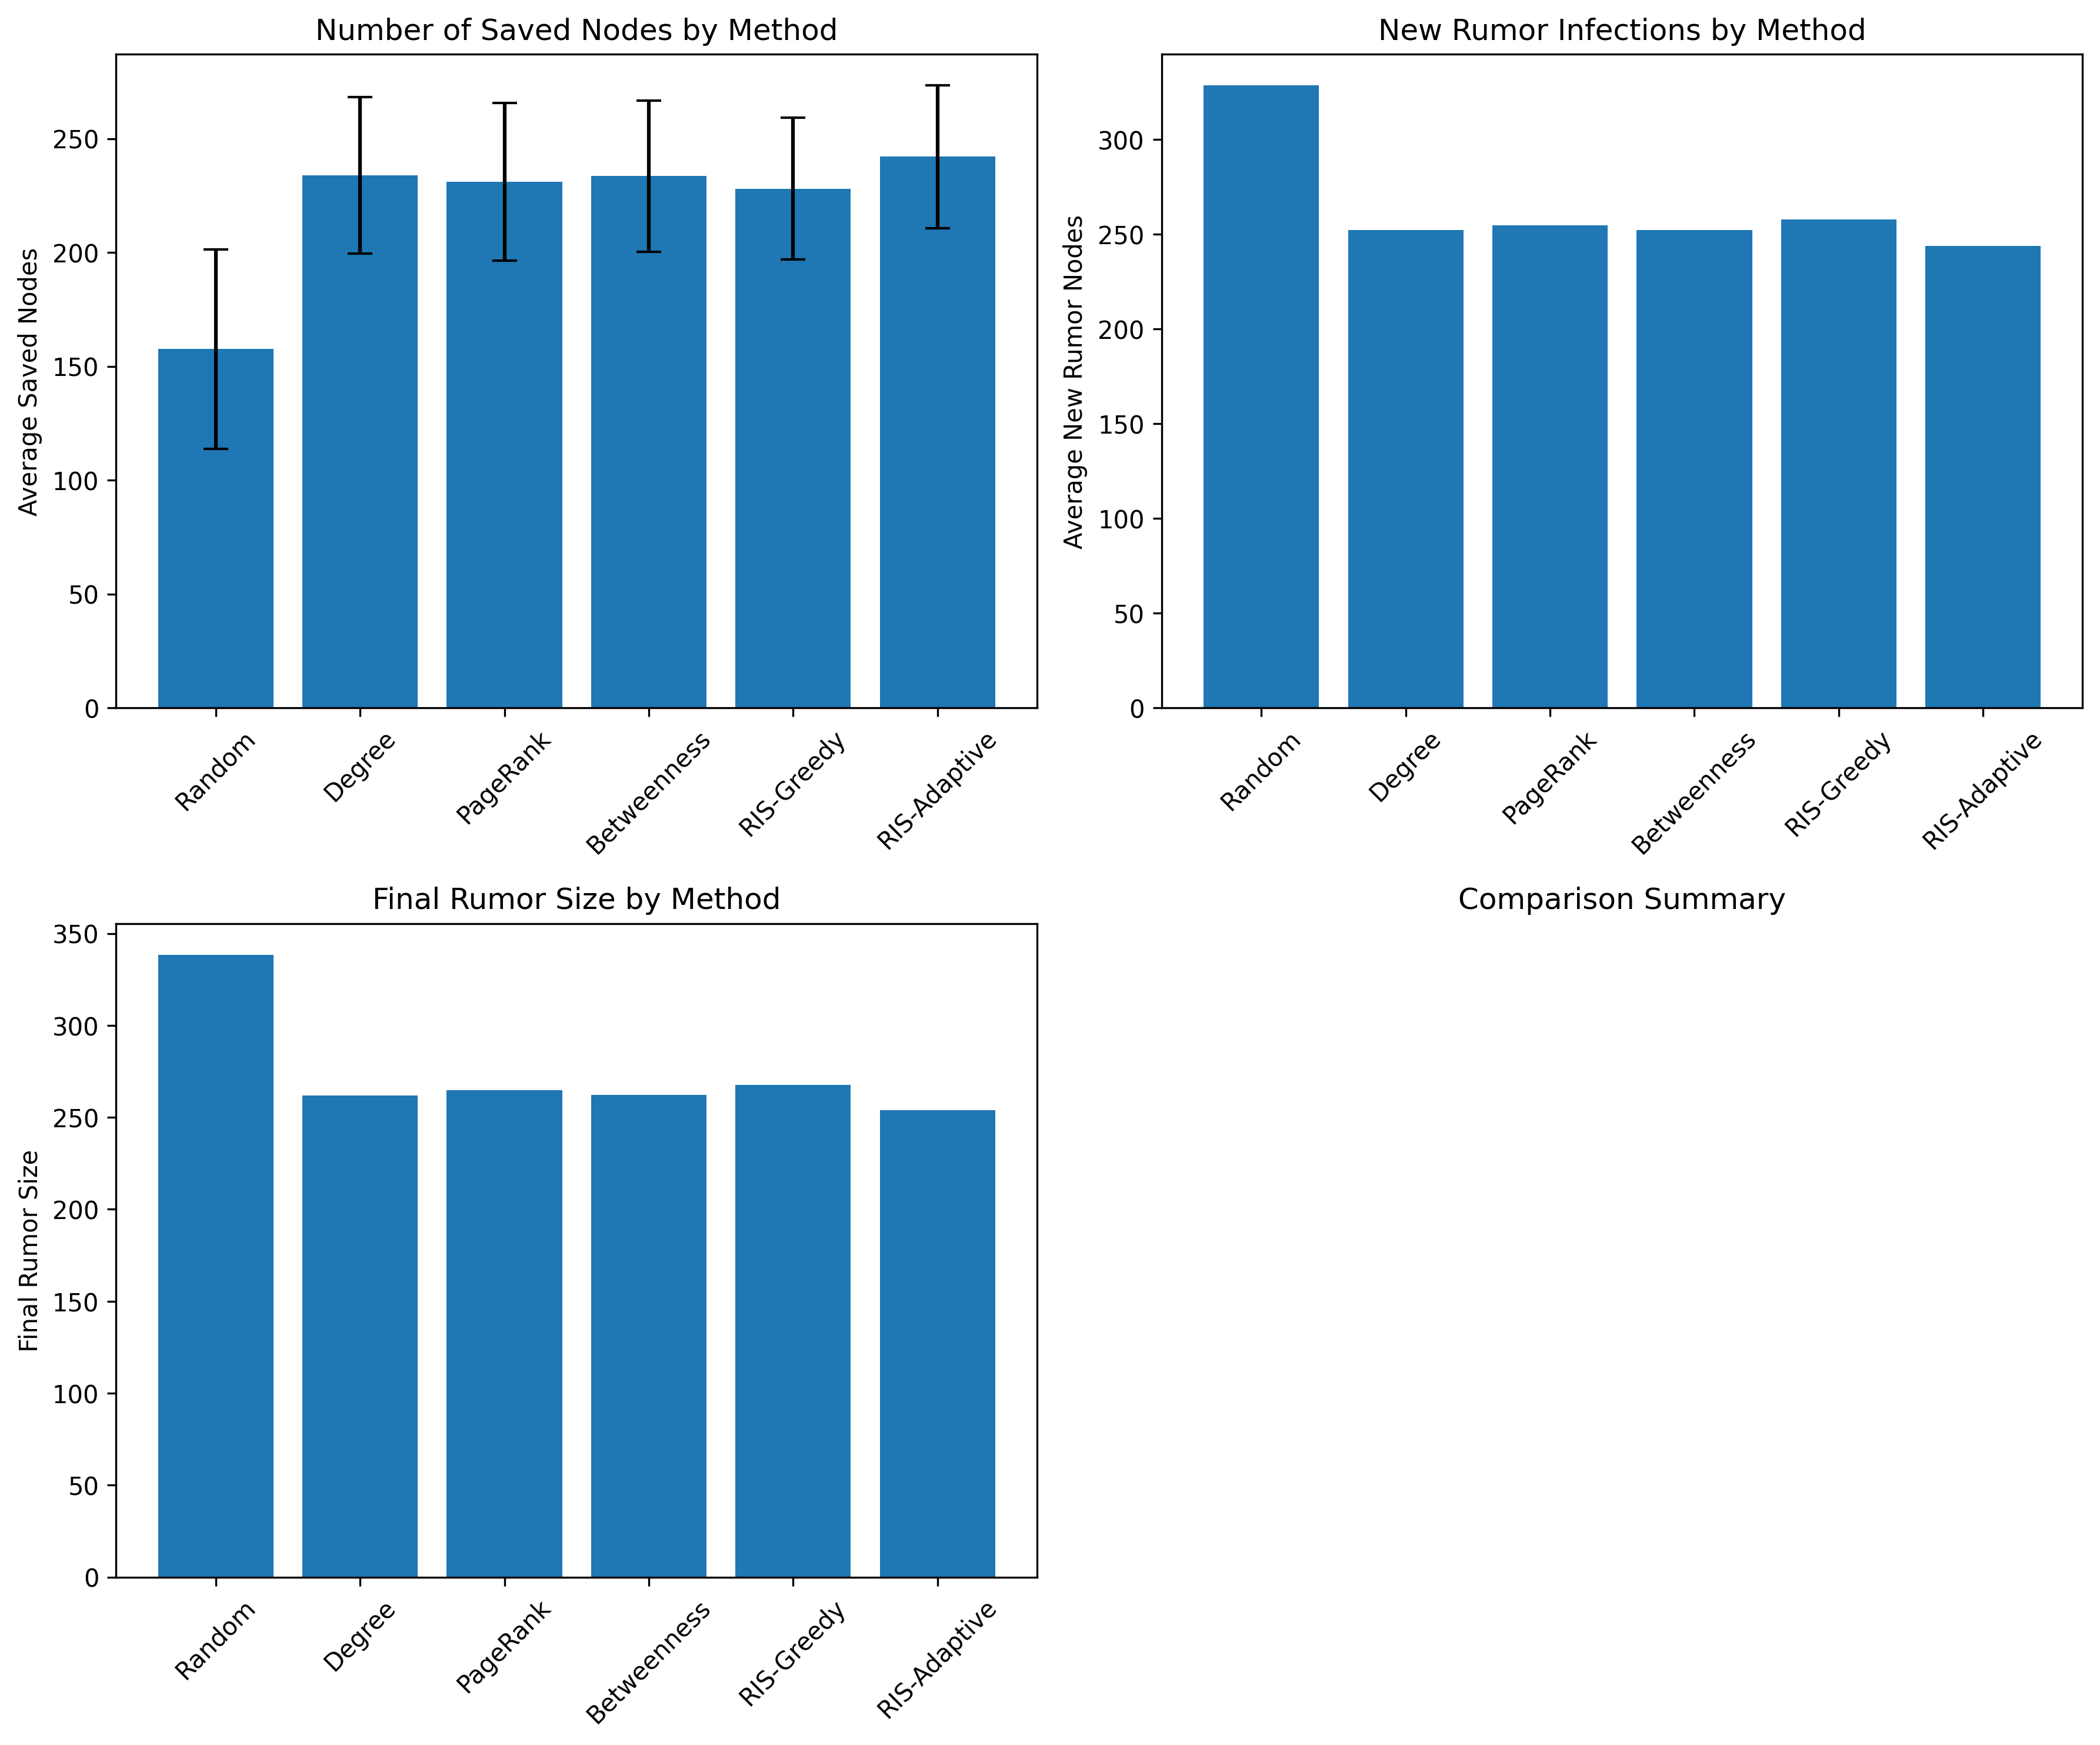 Number of Saved Nodes by Method
Average Saved Nodes
250
200
150
100
50
0
Random
Degree
PageRank
Betweenness
RIS-Greedy
RIS-Adaptive
New Rumor Infections by Method
Average New Rumor Nodes
300
250
200
150
100
50
0
Random
Degree
PageRank
Betweenness
RIS-Greedy
RIS-Adaptive
Final Rumor Size by Method
Final Rumor Size
350
300
250
200
150
100
50
0
Random
Degree
PageRank
Betweenness
RIS-Greedy
RIS-Adaptive
Comparison Summary